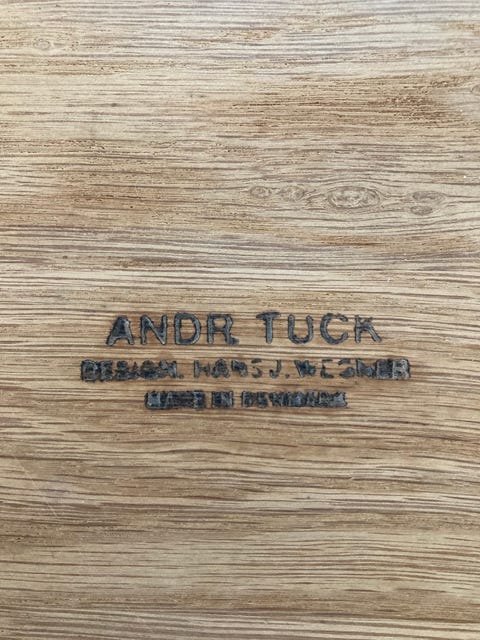 ANDR. TUCK
DESIGN. HANS J. WEGNER
MADE IN DENMARK